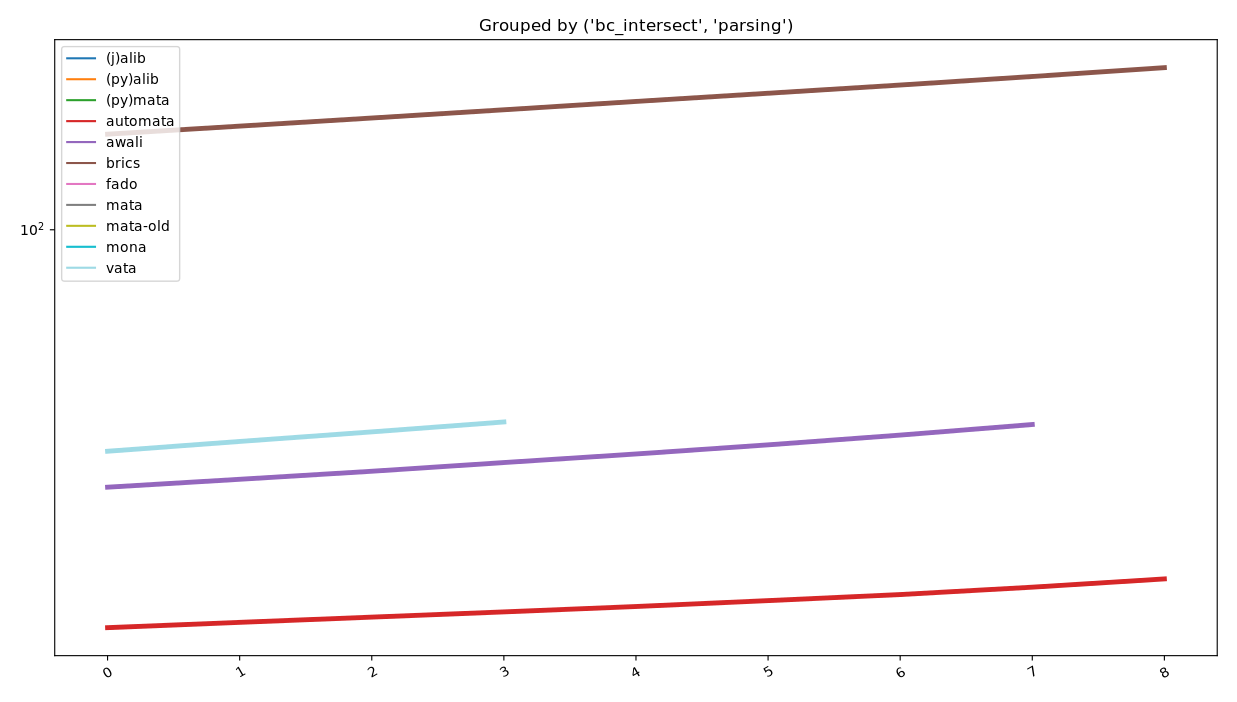 Grouped by ('bc_intersect', 'parsing')
(j)alib
(py)alib
(py)mata
automata
awali
brics
fado
mata
mata-old
mona
vata
10²
0 1 2 3 4 5 6 7 8